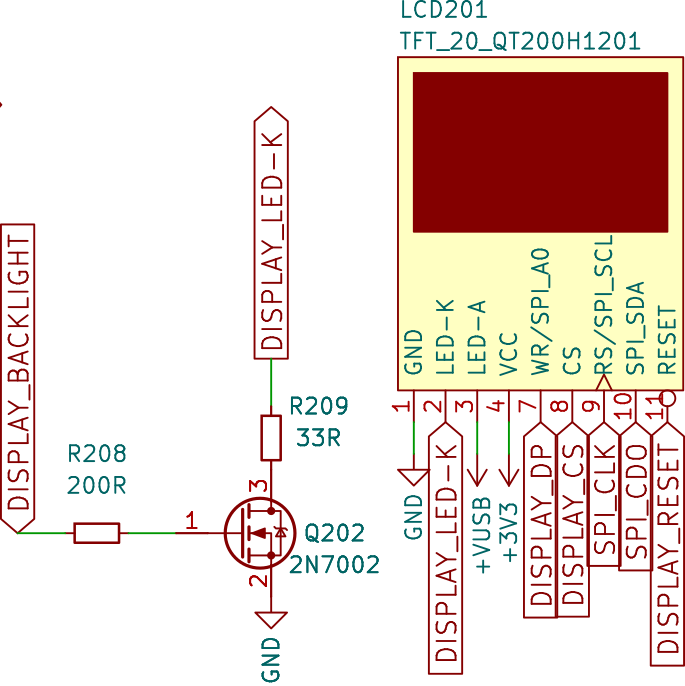 LCD201
TFT_20_QT200H1201
DISPLAY_BACKLIGHT
DISPLAY_LED-K
R209
33R
R208
200R
1
3
2
Q202
2N7002
GND
GND
LED-K
LED-A
VCC
WR/SPI_A0
CS
RS/SPI_SCL
SPI_SDA
RESET
1
2
3
4
7
8
9
10
11
GND
DISPLAY_LED-K
+VUSB
+3V3
DISPLAY_DP
DISPLAY_CS
SPI_CLK
SPI_CDO
DISPLAY_RESET